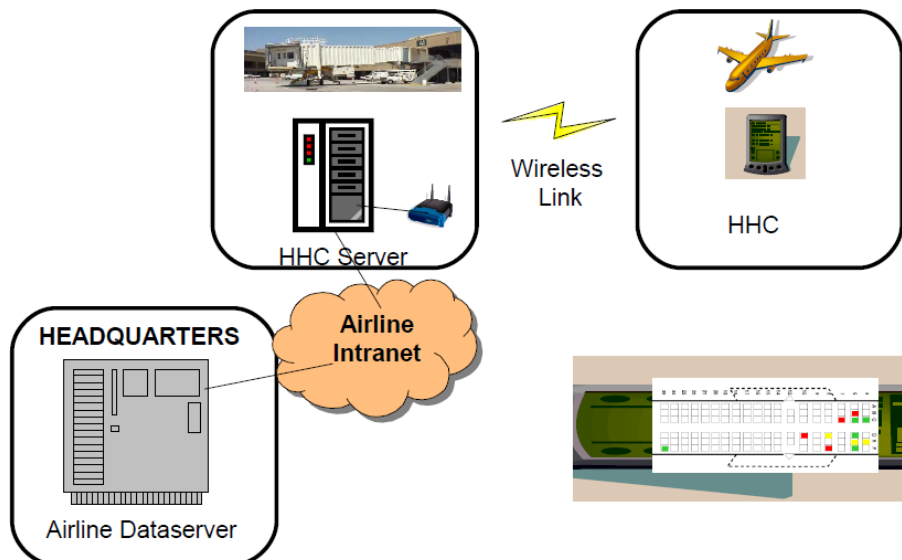 HHC Server
Wireless
Link
HHC
HEADQUARTERS
Airline
Intranet
Airline Dataserver